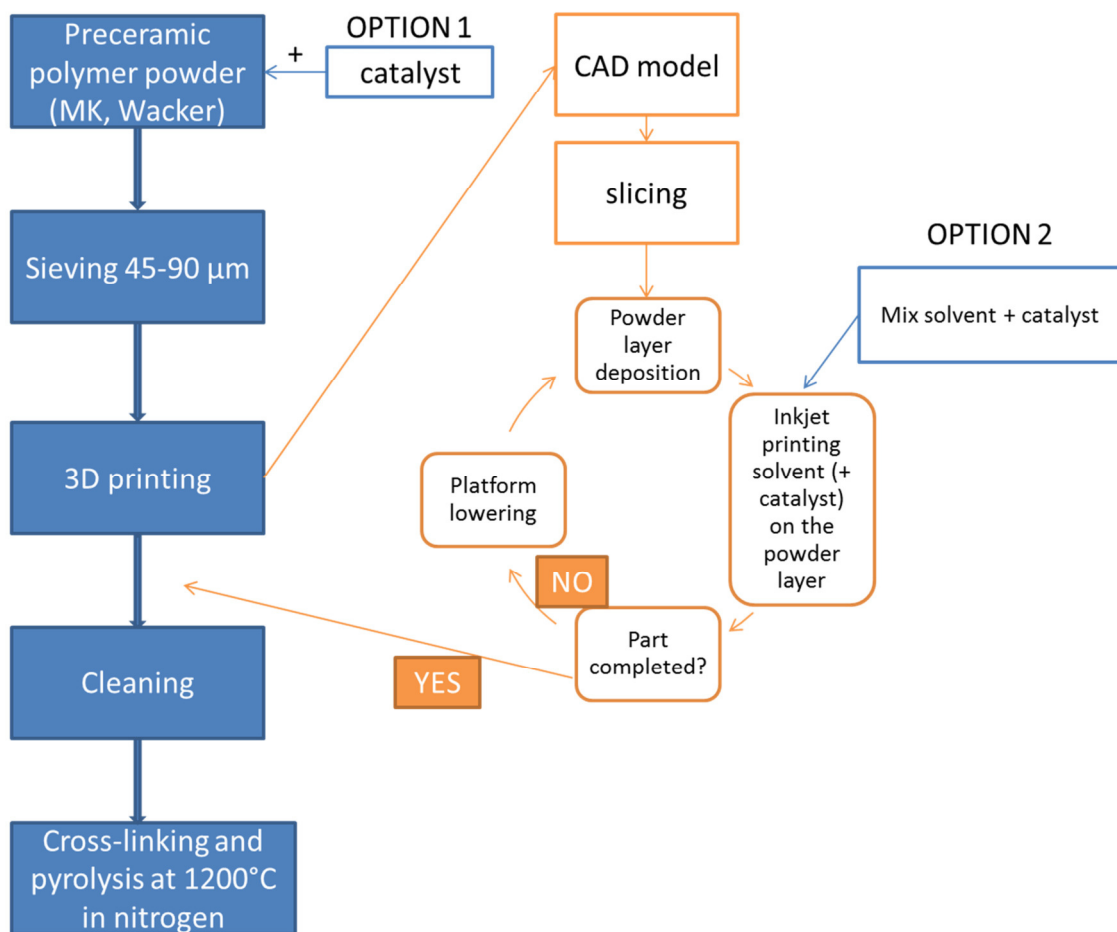 Preceramic
polymer powder
(MK, Wacker)
+
OPTION 1
catalyst
Sieving 45-90 µm
3D printing
Cleaning
Cross-linking and
pyrolysis at 1200°C
in nitrogen
CAD model
slicing
Powder
layer
deposition
OPTION 2
Mix solvent + catalyst
Inkjet
printing
solvent (+
catalyst)
on the
powder
layer
Part
completed?
NO
Platform
lowering
YES